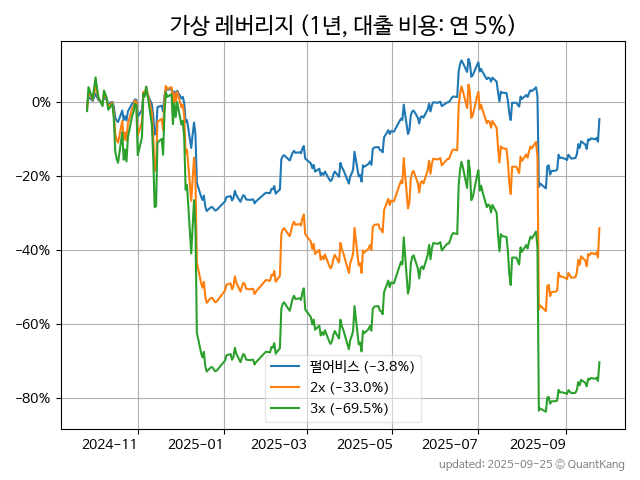 가상 레버리지 (1년, 대출 비용: 연 5%)
0%
−20%
−40%
−60%
−80%
펄어비스 (−3.8%)
2x (−33.0%)
3x (−69.5%)
2024-11
2025-01
2025-03
2025-05
2025-07
2025-09
updated: 2025-09-25 © QuantKang